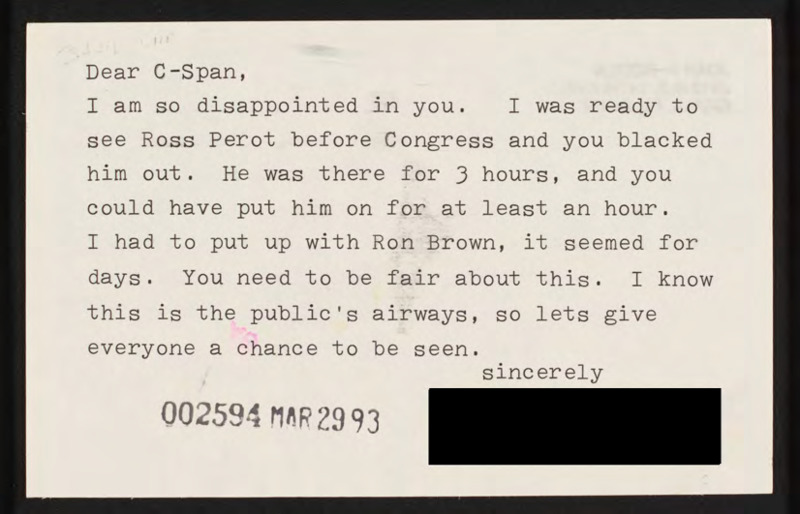 Dear C-Span,
I am so disappointed in you. I was ready to
see Ross Perot before Congress and you blacked
him out. He was there for 3 hours, and you
could have put him on for at least an hour.
I had to put up with Ron Brown, it seemed for
days. You need to be fair about this. I know
this is the public's airways, so lets give
everyone a chance to be seen.
sincerely
002594 MAR 29 93